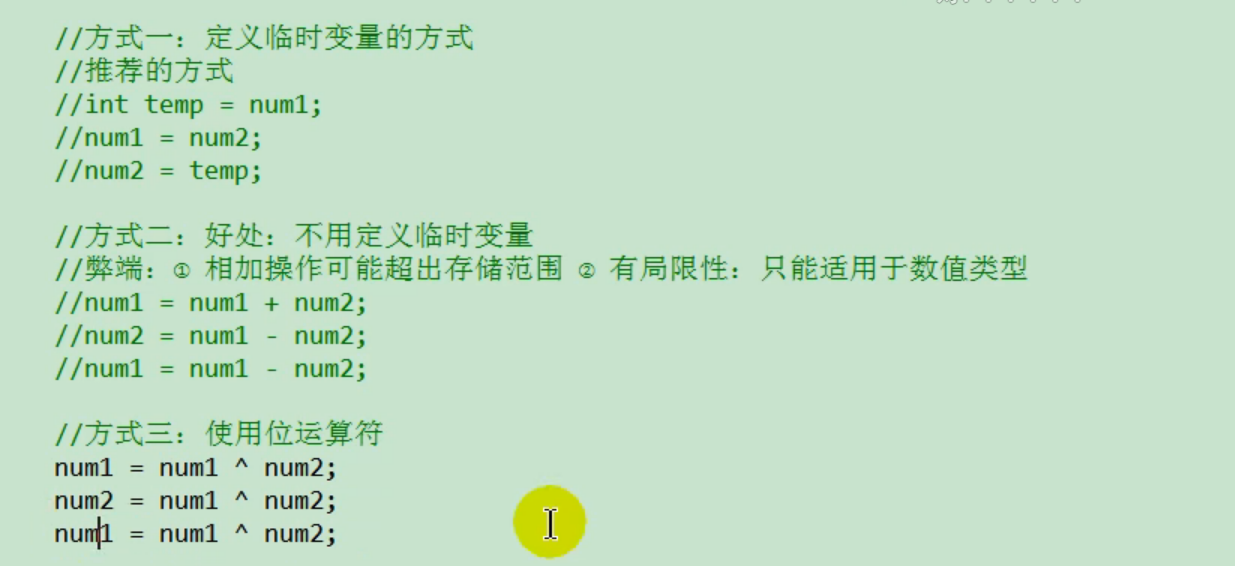 //方式一：定义临时变量的方式
//推荐的方式
//int temp = num1;
//num1 = num2;
//num2 = temp;
//方式二：好处：不用定义临时变量
//弊端：① 相加操作可能超出存储范围 ② 有局限性：只能适用于数值类型
//num1 = num1 + num2;
//num2 = num1 - num2;
//num1 = num1 - num2;
//方式三：使用位运算符
num1 = num1 ^ num2;
num2 = num1 ^ num2;
num1 = num1 ^ num2;